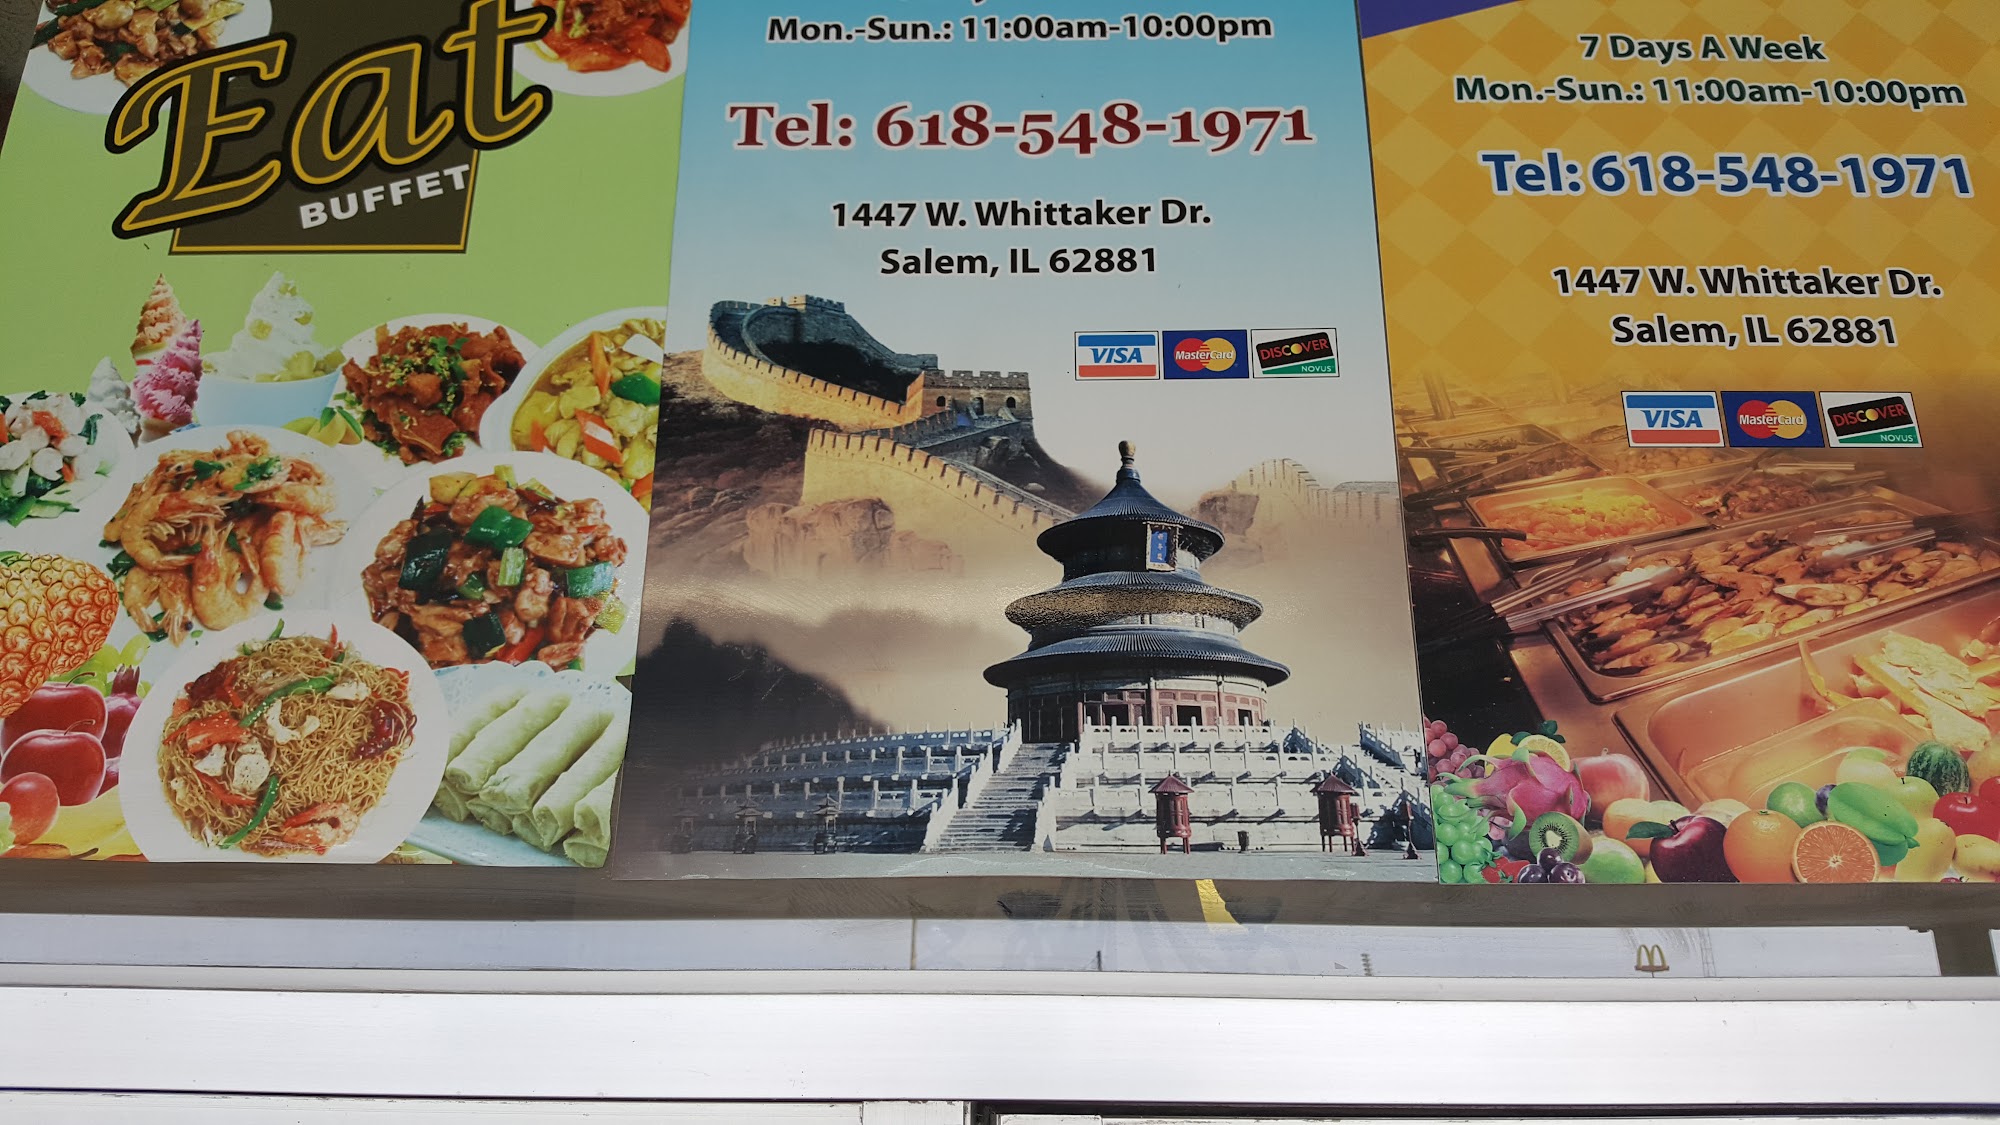 Eat
BUFFET
Mon.-Sun.: 11:00am-10:00pm
Tel: 618-548-1971
1447 W. Whittaker Dr.
Salem, IL 62881
VISA
MasterCard
DISCOVER
NOVUS
7 Days A Week
Mon.-Sun.: 11:00am-10:00pm
Tel: 618-548-1971
1447 W. Whittaker Dr.
Salem, IL 62881
VISA
MasterCard
DISCOVER
NOVUS